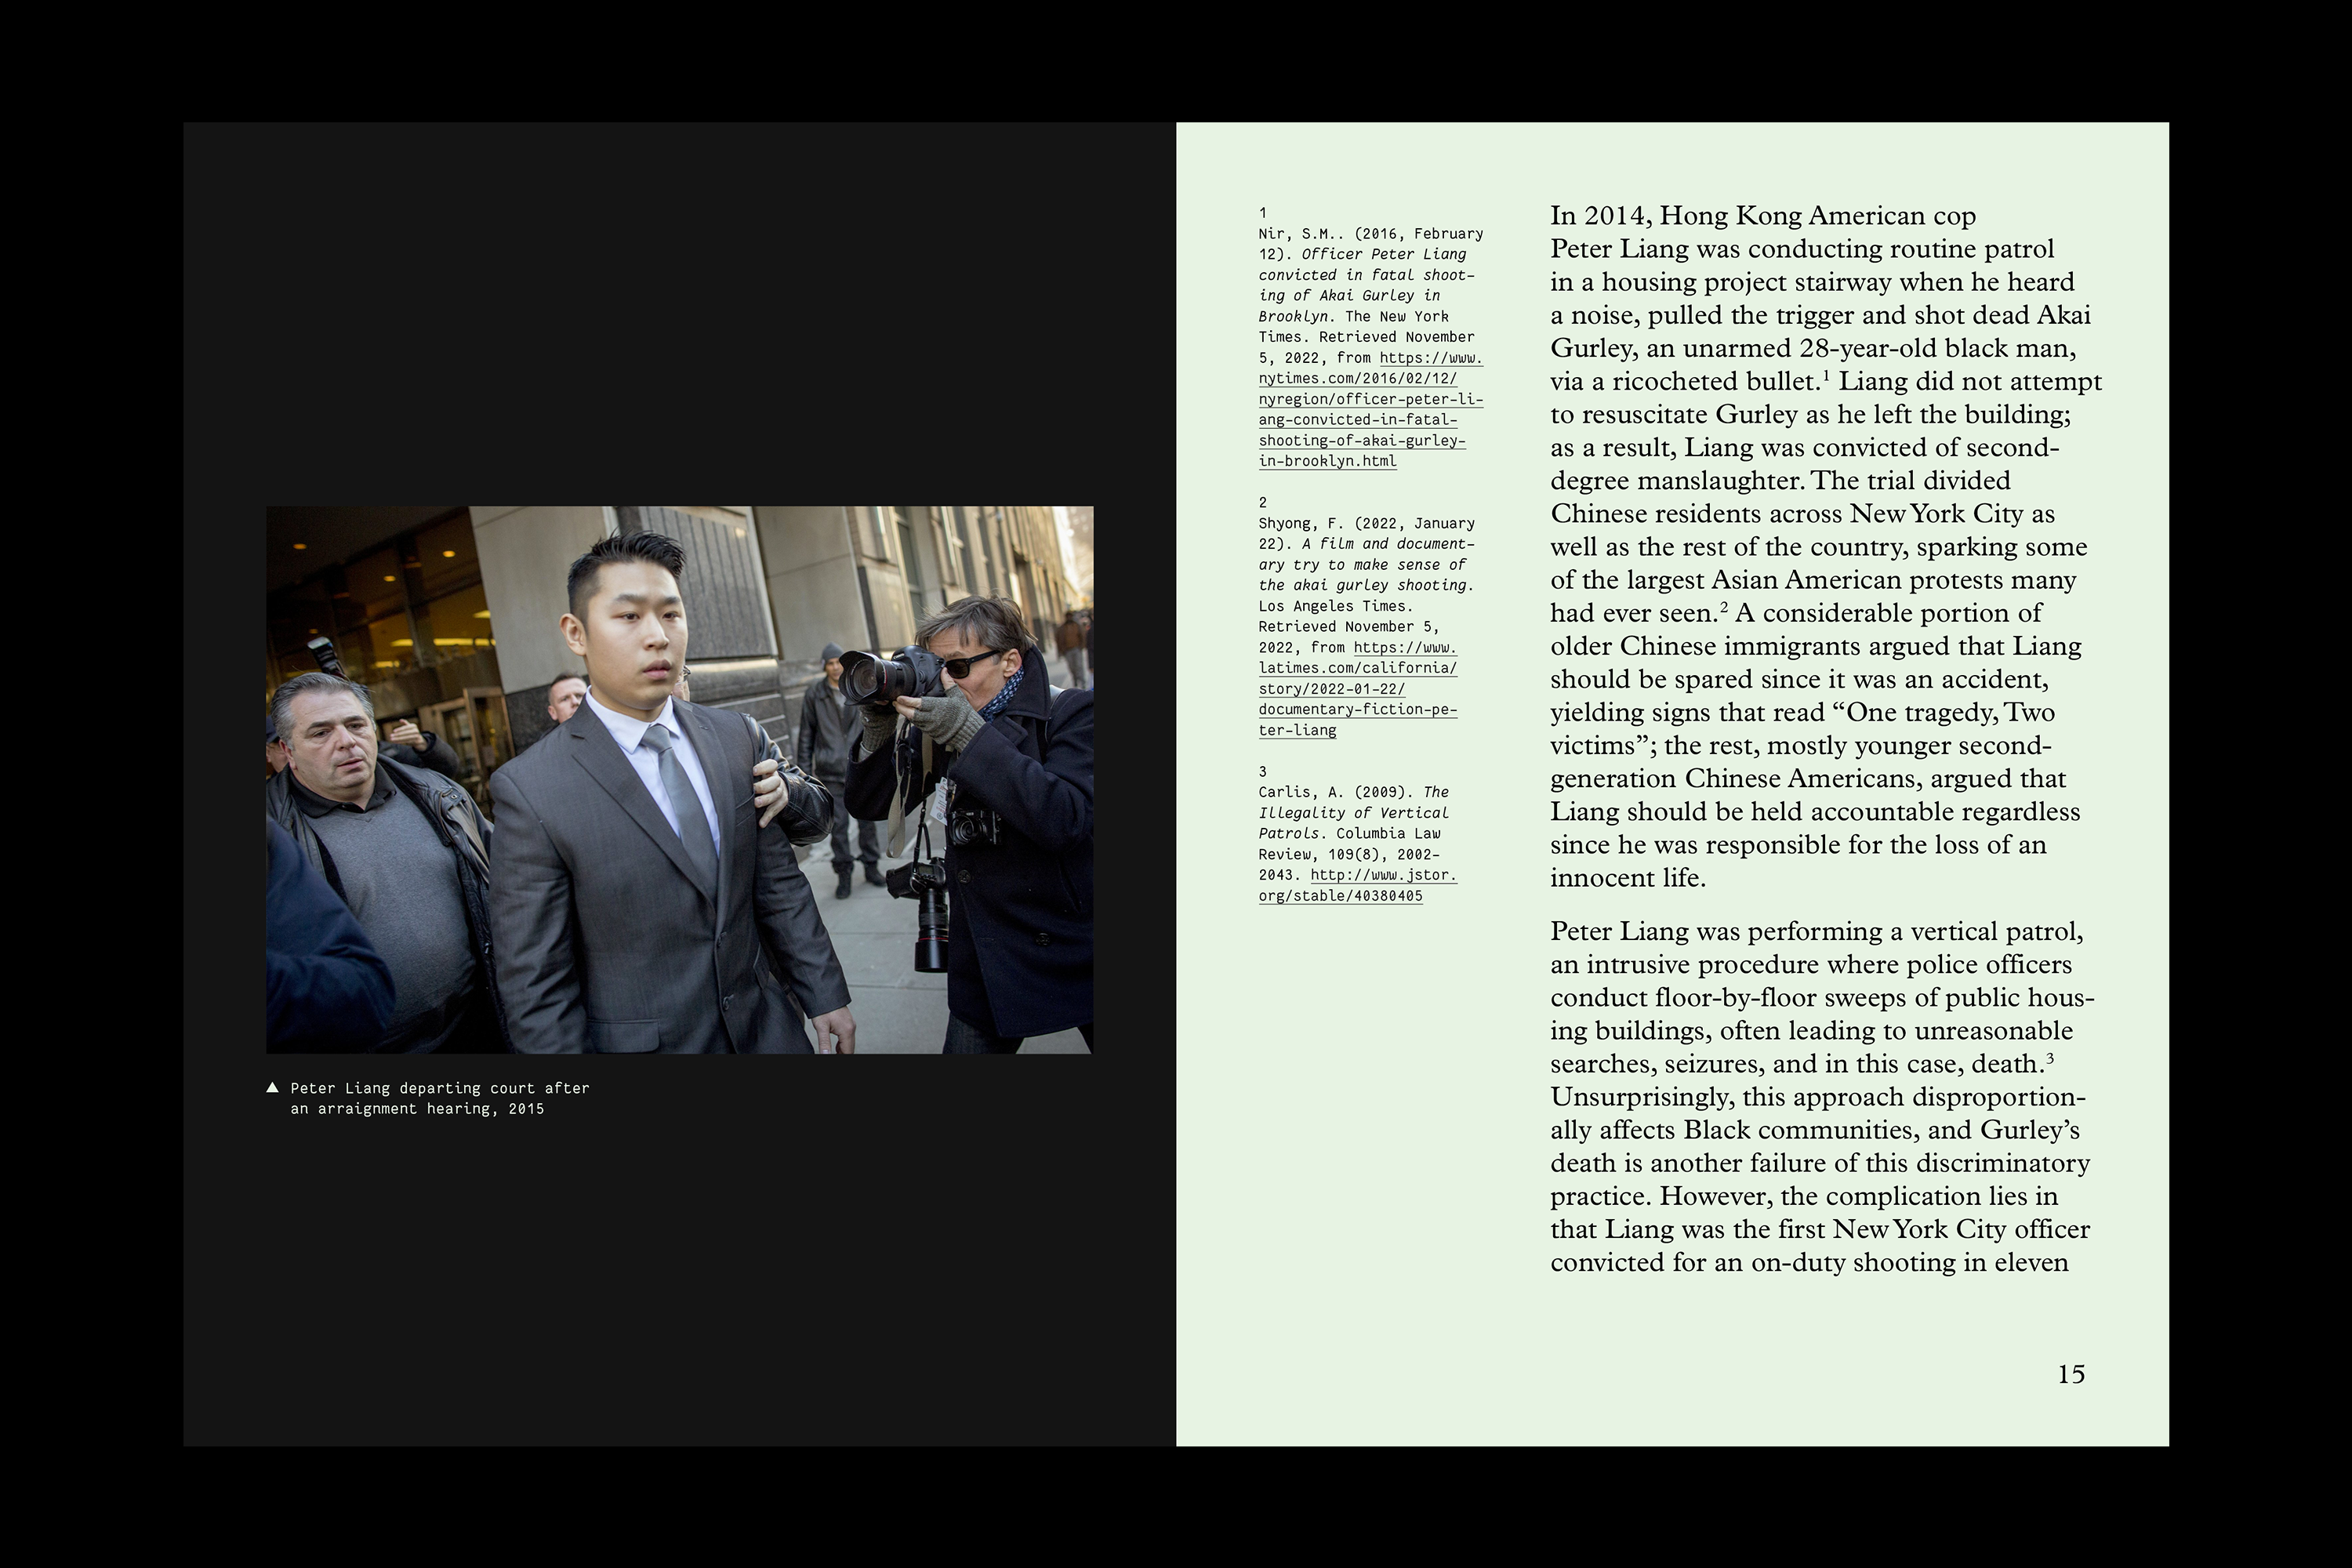 ▲ Peter Liang departing court after
an arraignment hearing, 2015
1
Nir, S.M.. (2016, February
12). Officer Peter Liang
convicted in fatal shoot-
ing of Akai Gurley in
Brooklyn. The New York
Times. Retrieved November
5, 2022, from https://www.
nytimes.com/2016/02/12/
nyregion/officer-peter-li-
ang-convicted-in-fatal-
shooting-of-akai-gurley-
in-brooklyn.html
2
Shyong, F. (2022, January
22). A film and document-
ary try to make sense of
the akai gurley shooting.
Los Angeles Times.
Retrieved November 5,
2022, from https://www.
latimes.com/california/
story/2022-01-22/
documentary-fiction-pe-
ter-liang
3
Carlis, A. (2009). The
Illegality of Vertical
Patrols. Columbia Law
Review, 109(8), 2002-
2043. http://www.jstor.
org/stable/40380405
In 2014, Hong Kong American cop
Peter Liang was conducting routine patrol
in a housing project stairway when he heard
a noise, pulled the trigger and shot dead Akai
Gurley, an unarmed 28-year-old black man,
via a ricocheted bullet.¹ Liang did not attempt
to resuscitate Gurley as he left the building;
as a result, Liang was convicted of second-
degree manslaughter. The trial divided
Chinese residents across New York City as
well as the rest of the country, sparking some
of the largest Asian American protests many
had ever seen.² A considerable portion of
older Chinese immigrants argued that Liang
should be spared since it was an accident,
yielding signs that read “One tragedy, Two
victims”; the rest, mostly younger second-
generation Chinese Americans, argued that
Liang should be held accountable regardless
since he was responsible for the loss of an
innocent life.
Peter Liang was performing a vertical patrol,
an intrusive procedure where police officers
conduct floor-by-floor sweeps of public hous-
ing buildings, often leading to unreasonable
searches, seizures, and in this case, death.³
Unsurprisingly, this approach disproportion-
ally affects Black communities, and Gurley’s
death is another failure of this discriminatory
practice. However, the complication lies in
that Liang was the first New York City officer
convicted for an on-duty shooting in eleven
15